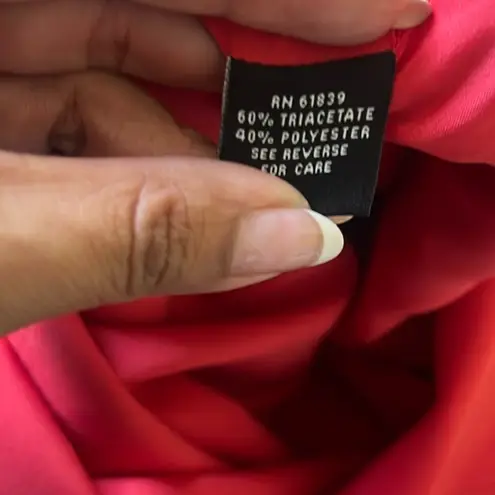 RN 61839
60% TRIACETATE
40% POLYESTER
SEE REVERSE
FOR CARE